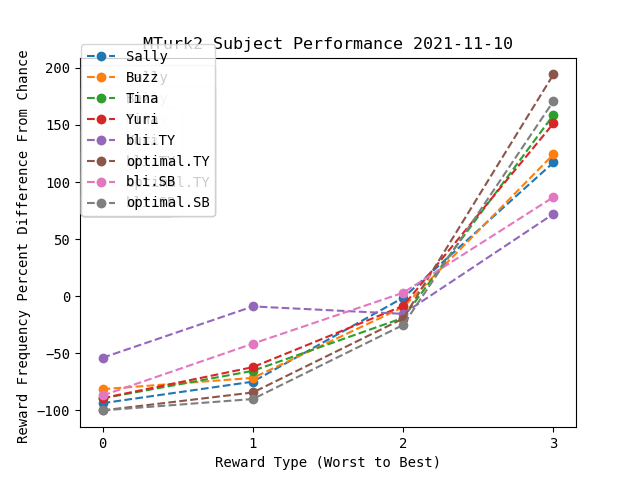 MTurk2 Subject Performance 2021-11-10
Reward Frequency Percent Difference From Chance
200
150
100
50
0
−50
−100
Sally
Buzz
Tina
Yuri
bli.TY
optimal.TY
bli.SB
optimal.SB
0
1
2
3
Reward Type (Worst to Best)